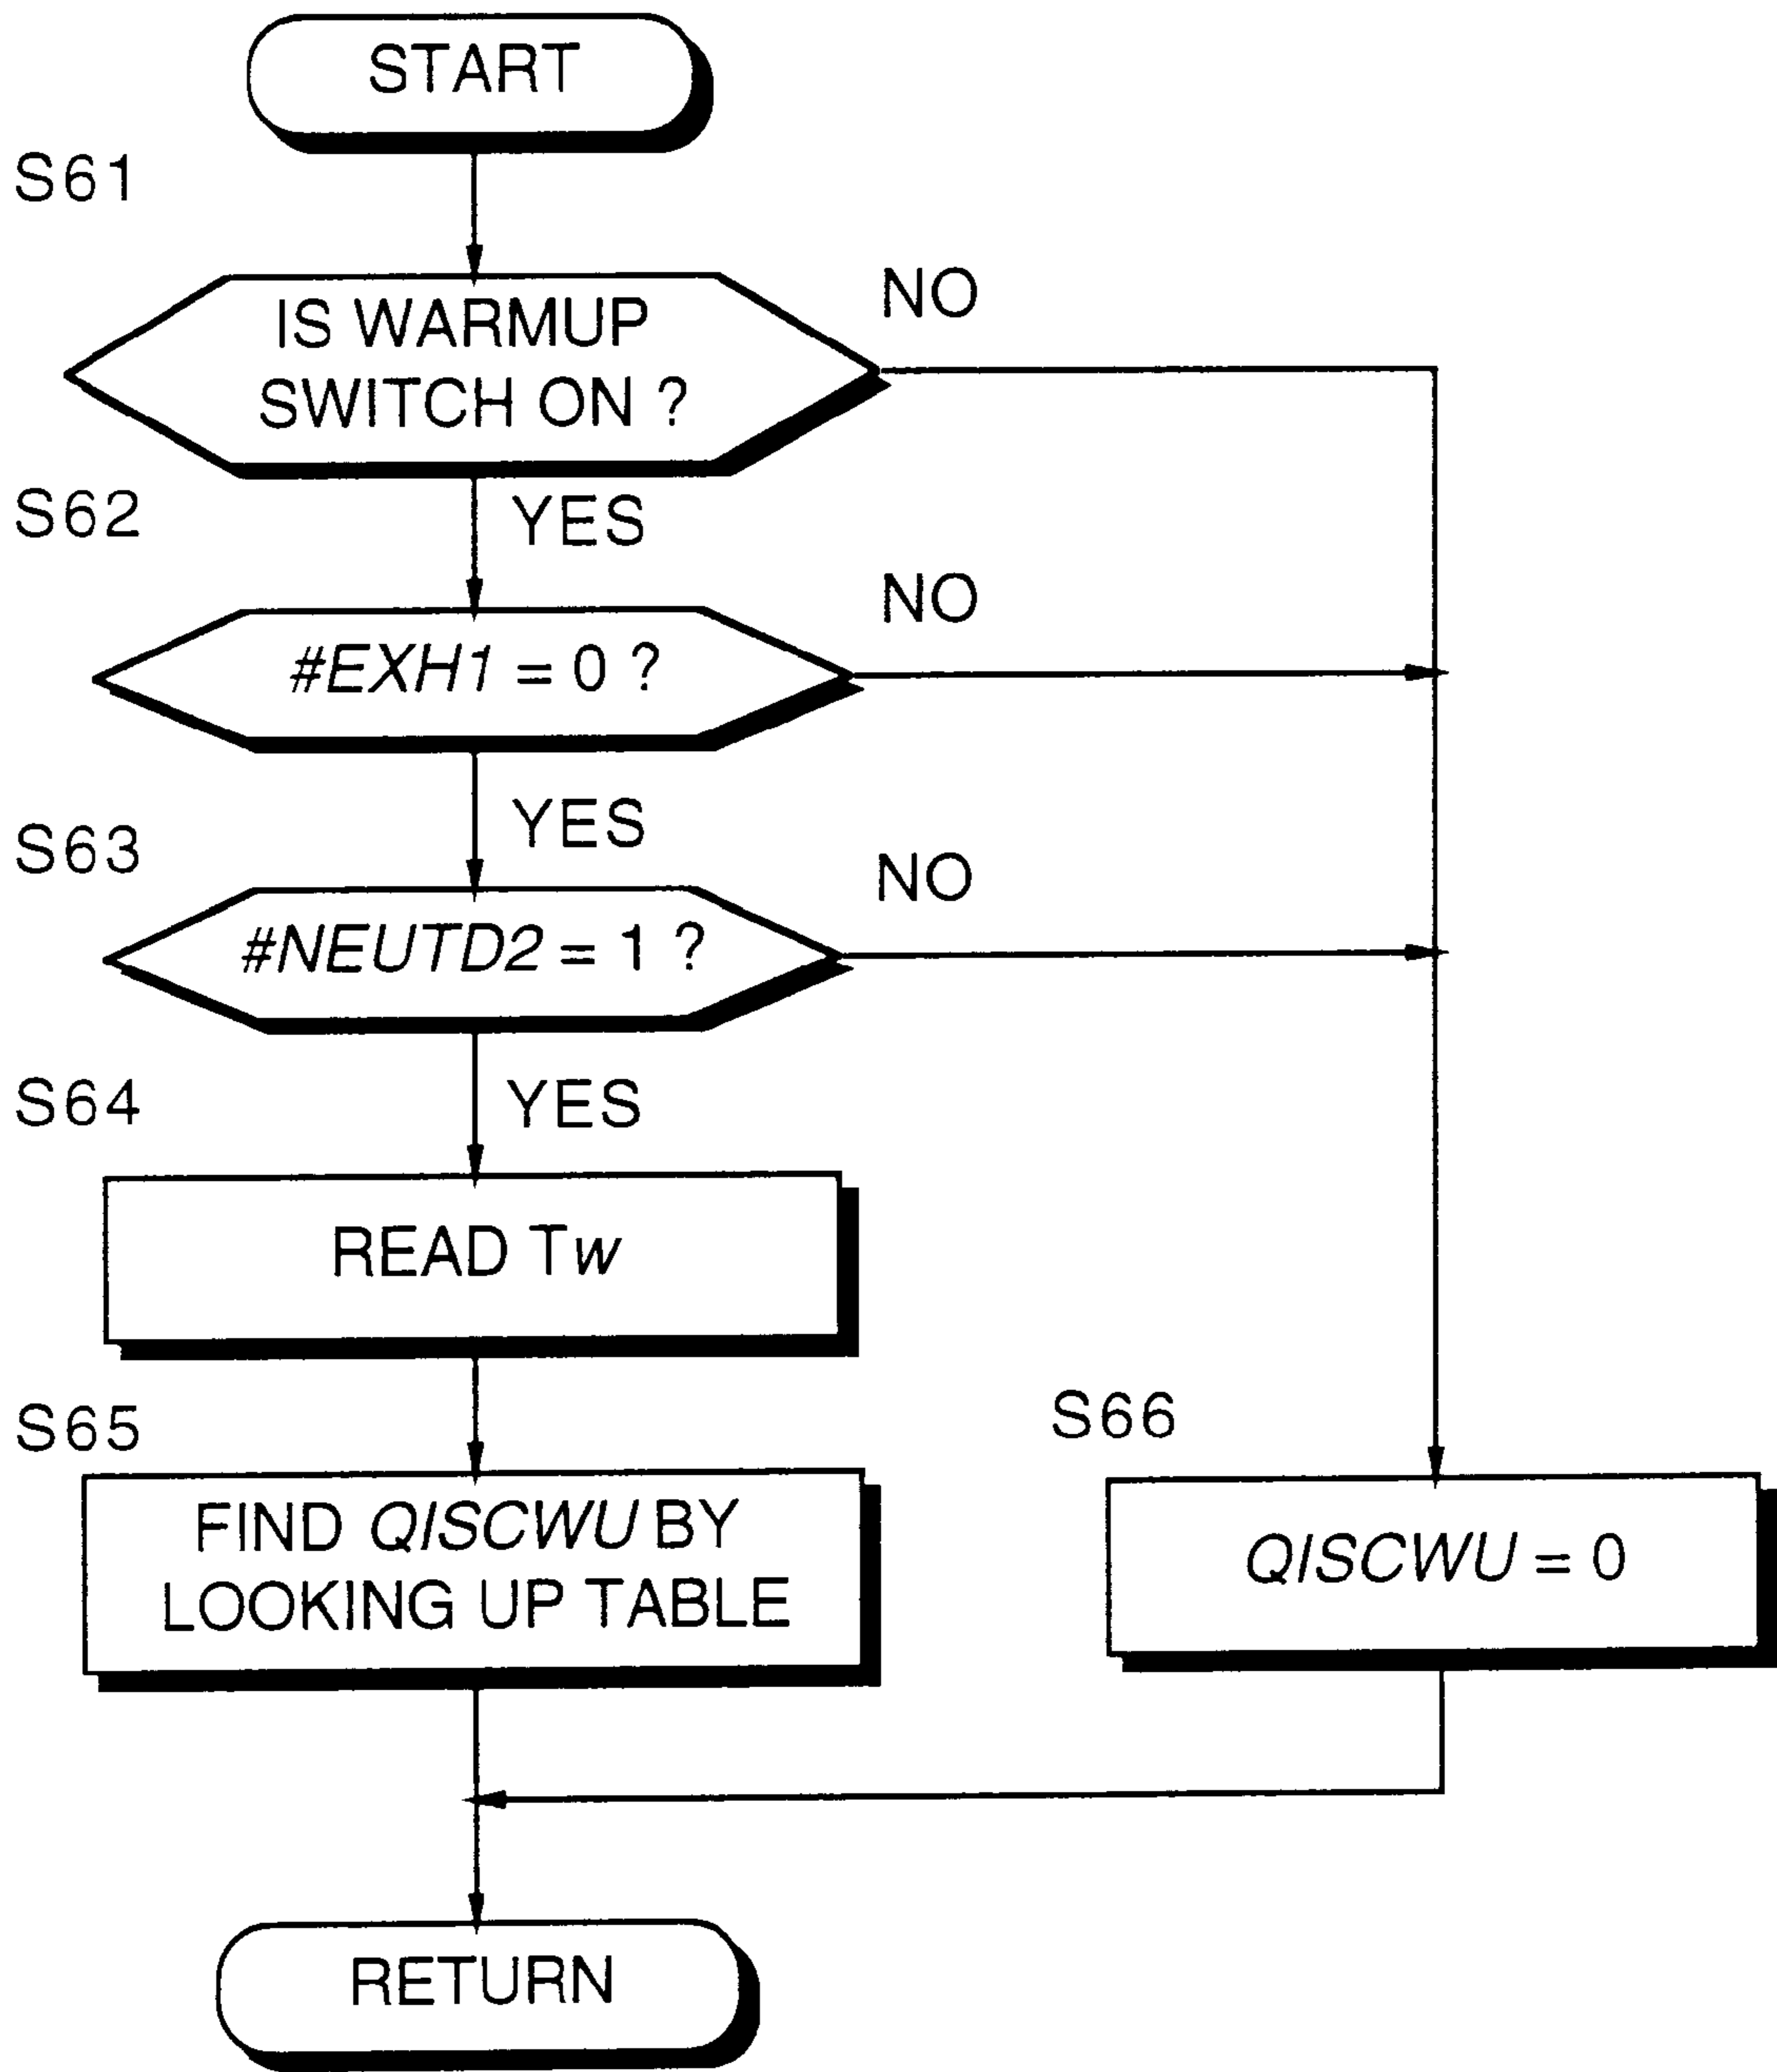 START
S61
IS WARMUP
SWITCH ON ?
NO
S62
YES
#EXH1 = 0 ?
NO
S63
YES
#NEUTD2 = 1 ?
NO
S64
YES
READ Tw
S65
FIND QISCWU BY
LOOKING UP TABLE
S66
QISCWU = 0
RETURN